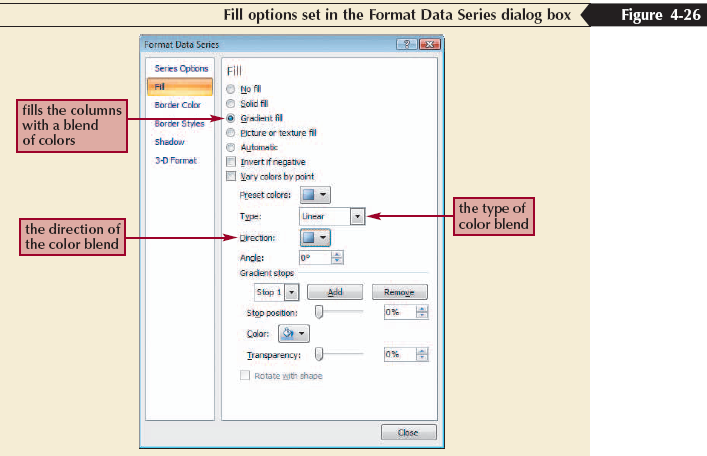 Fill options set in the Format Data Series dialog box
Figure 4-26
Format Data Series
Series Options
Fill
Border Color
Border Styles
Shadow
3-D Format
Fill
No fill
Solid fill
Gradient fill
Picture or texture fill
Automatic
Invert if negative
Vary colors by point
Preset colors:
Type: Linear
Direction:
Angle: 0°
Gradient stops
Stop 1 Add Remove
Stop position: 0%
Color:
Transparency: 0%
Rotate with shape
Close
fills the columns
with a blend
of colors
the direction of
the color blend
the type of
color blend